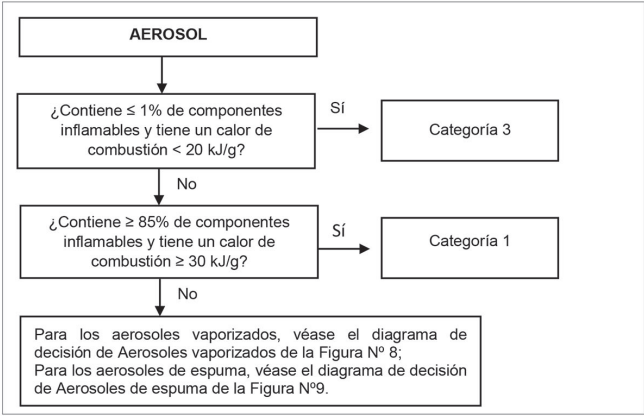 AEROSOL
¿Contiene ≤ 1% de componentes
inflamables y tiene un calor de
combustión < 20 kJ/g?
Sí
Categoría 3
No
¿Contiene ≥ 85% de componentes
inflamables y tiene un calor de
combustión ≥ 30 kJ/g?
Sí
Categoría 1
No
Para los aerosoles vaporizados, véase el diagrama de
decisión de Aerosoles vaporizados de la Figura Nº 8;
Para los aerosoles de espuma, véase el diagrama de decisión
de Aerosoles de espuma de la Figura Nº9.